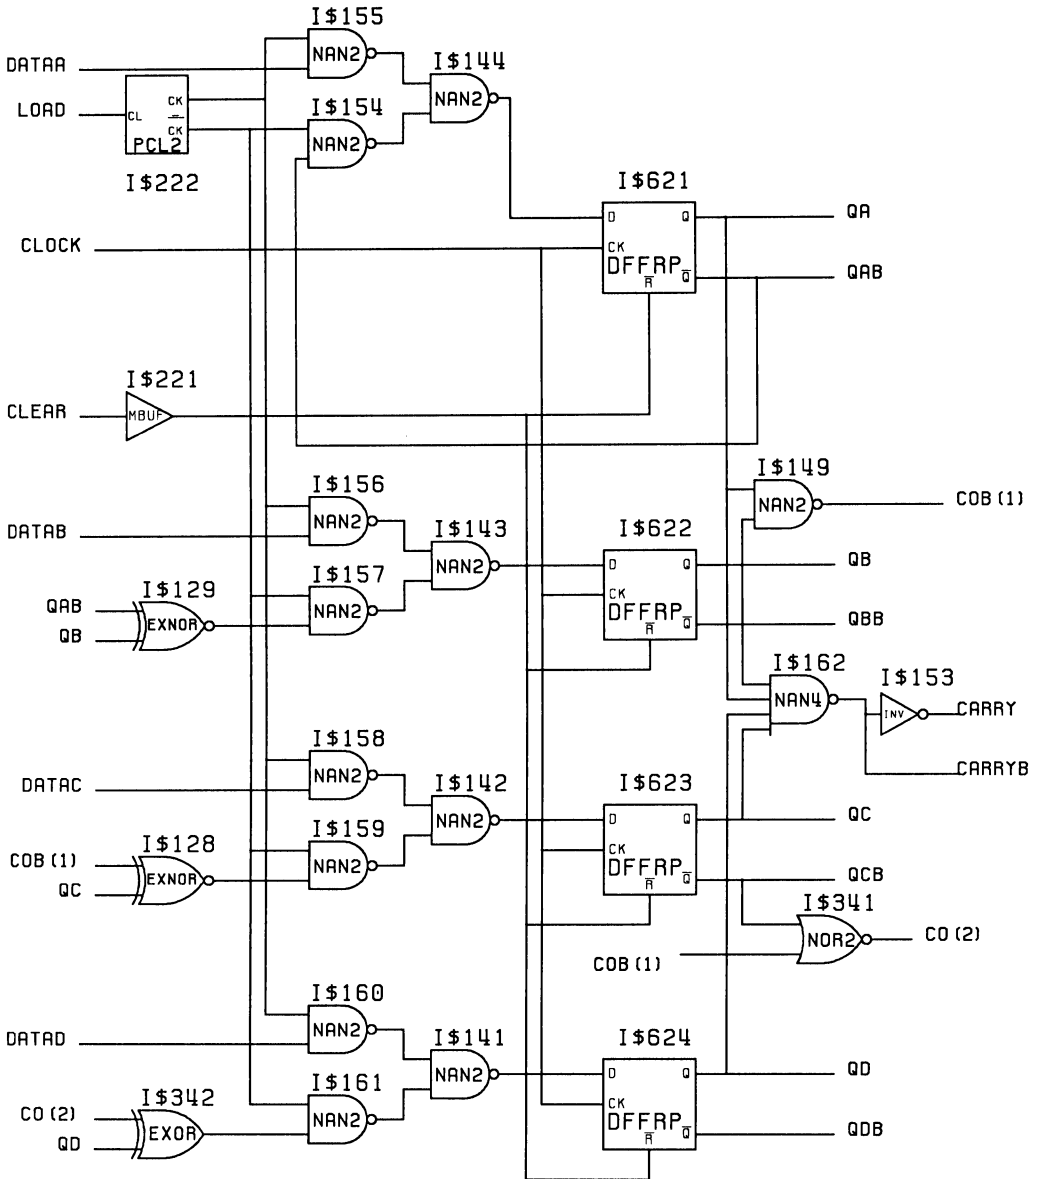 I$155
DATAA
NAN2
I$144
LOAD
CL
CK
CK
PCL2
I$222
I$154
NAN2
NAN2
I$621
D
Q
QA
CLOCK
CK
DFFRP
Q
R
QAB
I$221
CLEAR
MBUF
I$149
NAN2
COB(1)
I$156
NAN2
DATAB
I$143
NAN2
I$622
D
Q
QB
I$157
NAN2
CK
DFFRP
Q
R
QBB
I$129
QAB
EXNOR
QB
I$162
NAN4
I$153
INV
CARRY
CARRYB
I$158
NAN2
DATAC
I$142
NAN2
I$623
D
Q
QC
I$159
NAN2
CK
DFFRP
Q
R
QCB
I$128
COB(1)
EXNOR
QC
I$341
NOR2
CO(2)
COB(1)
I$160
NAN2
DATAD
I$141
NAN2
I$624
D
Q
QD
I$161
NAN2
CK
DFFRP
Q
R
QDB
I$342
CO(2)
EXOR
QD